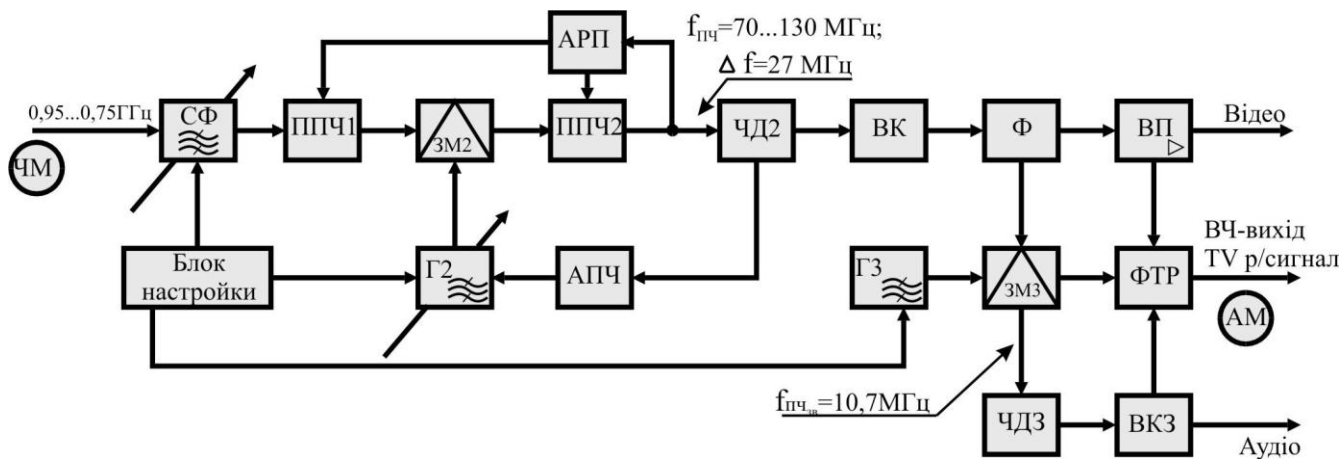 АРП
fпч=70...130 МГц;
Δ f=27 МГц
0,95...0,75ГГц
СФ
ППЧ1
ЗМ2
ППЧ2
ЧД2
ВК
Ф
ВП
Відео
ЧМ
Блок
настройки
Г2
АПЧ
Г3
ЗМ3
ФТР
ВЧ-вихід
TV р/сигнал
АМ
fпчзв=10,7МГц
ЧДЗ
ВКЗ
Аудіо